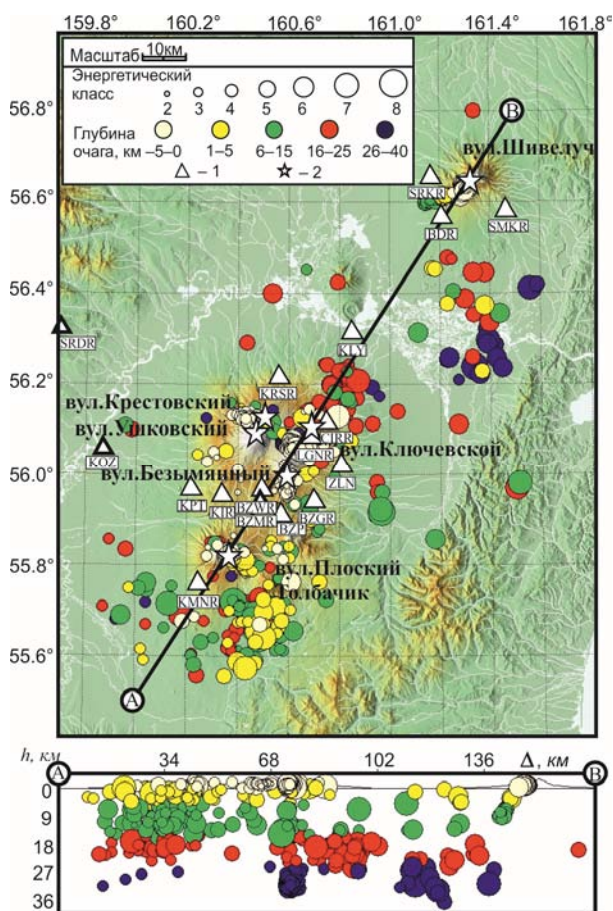 159.8 160.2 160.6 161.0 161.4 161.8
Масштаб 10км
Энергетический
класс
2 3 4 5 6 7 8
Глубина
очага, км –5–0 1–5 6–15 16–25 26–40
– 1 – 2
56.8
56.6
56.4
56.2
56.0
55.8
55.6
B
вул.Шивелуч
SRKR
BDR
SMKR
SRDR
KLY
KRSR
вул.Крестовский
вул.Ушковский
CIRR
LGNR
вул.Ключевской
KOZ
вул.Безымянный
ZLN
KPT
KIR
BZWR
BZMR
BZGR
BZP
вул.Плоский
Толбачик
KMNR
A
h, км
A
34 68 102 136 Δ, км
B
0
9
18
27
36